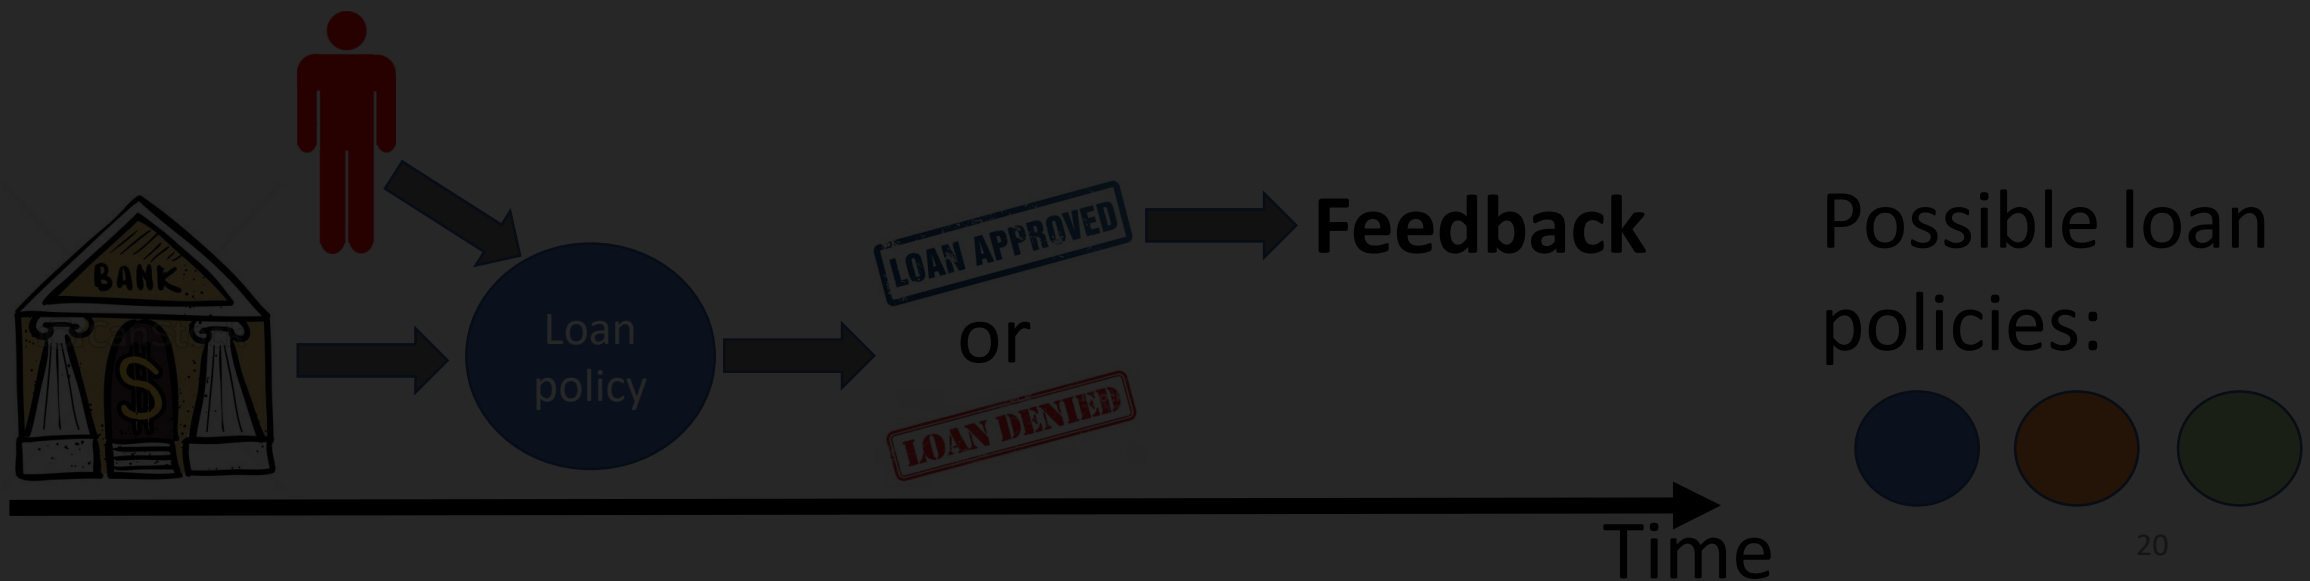 BANK
$
Loan
policy
LOAN APPROVED
or
LOAN DENIED
Feedback
Time
Possible loan
policies:
20